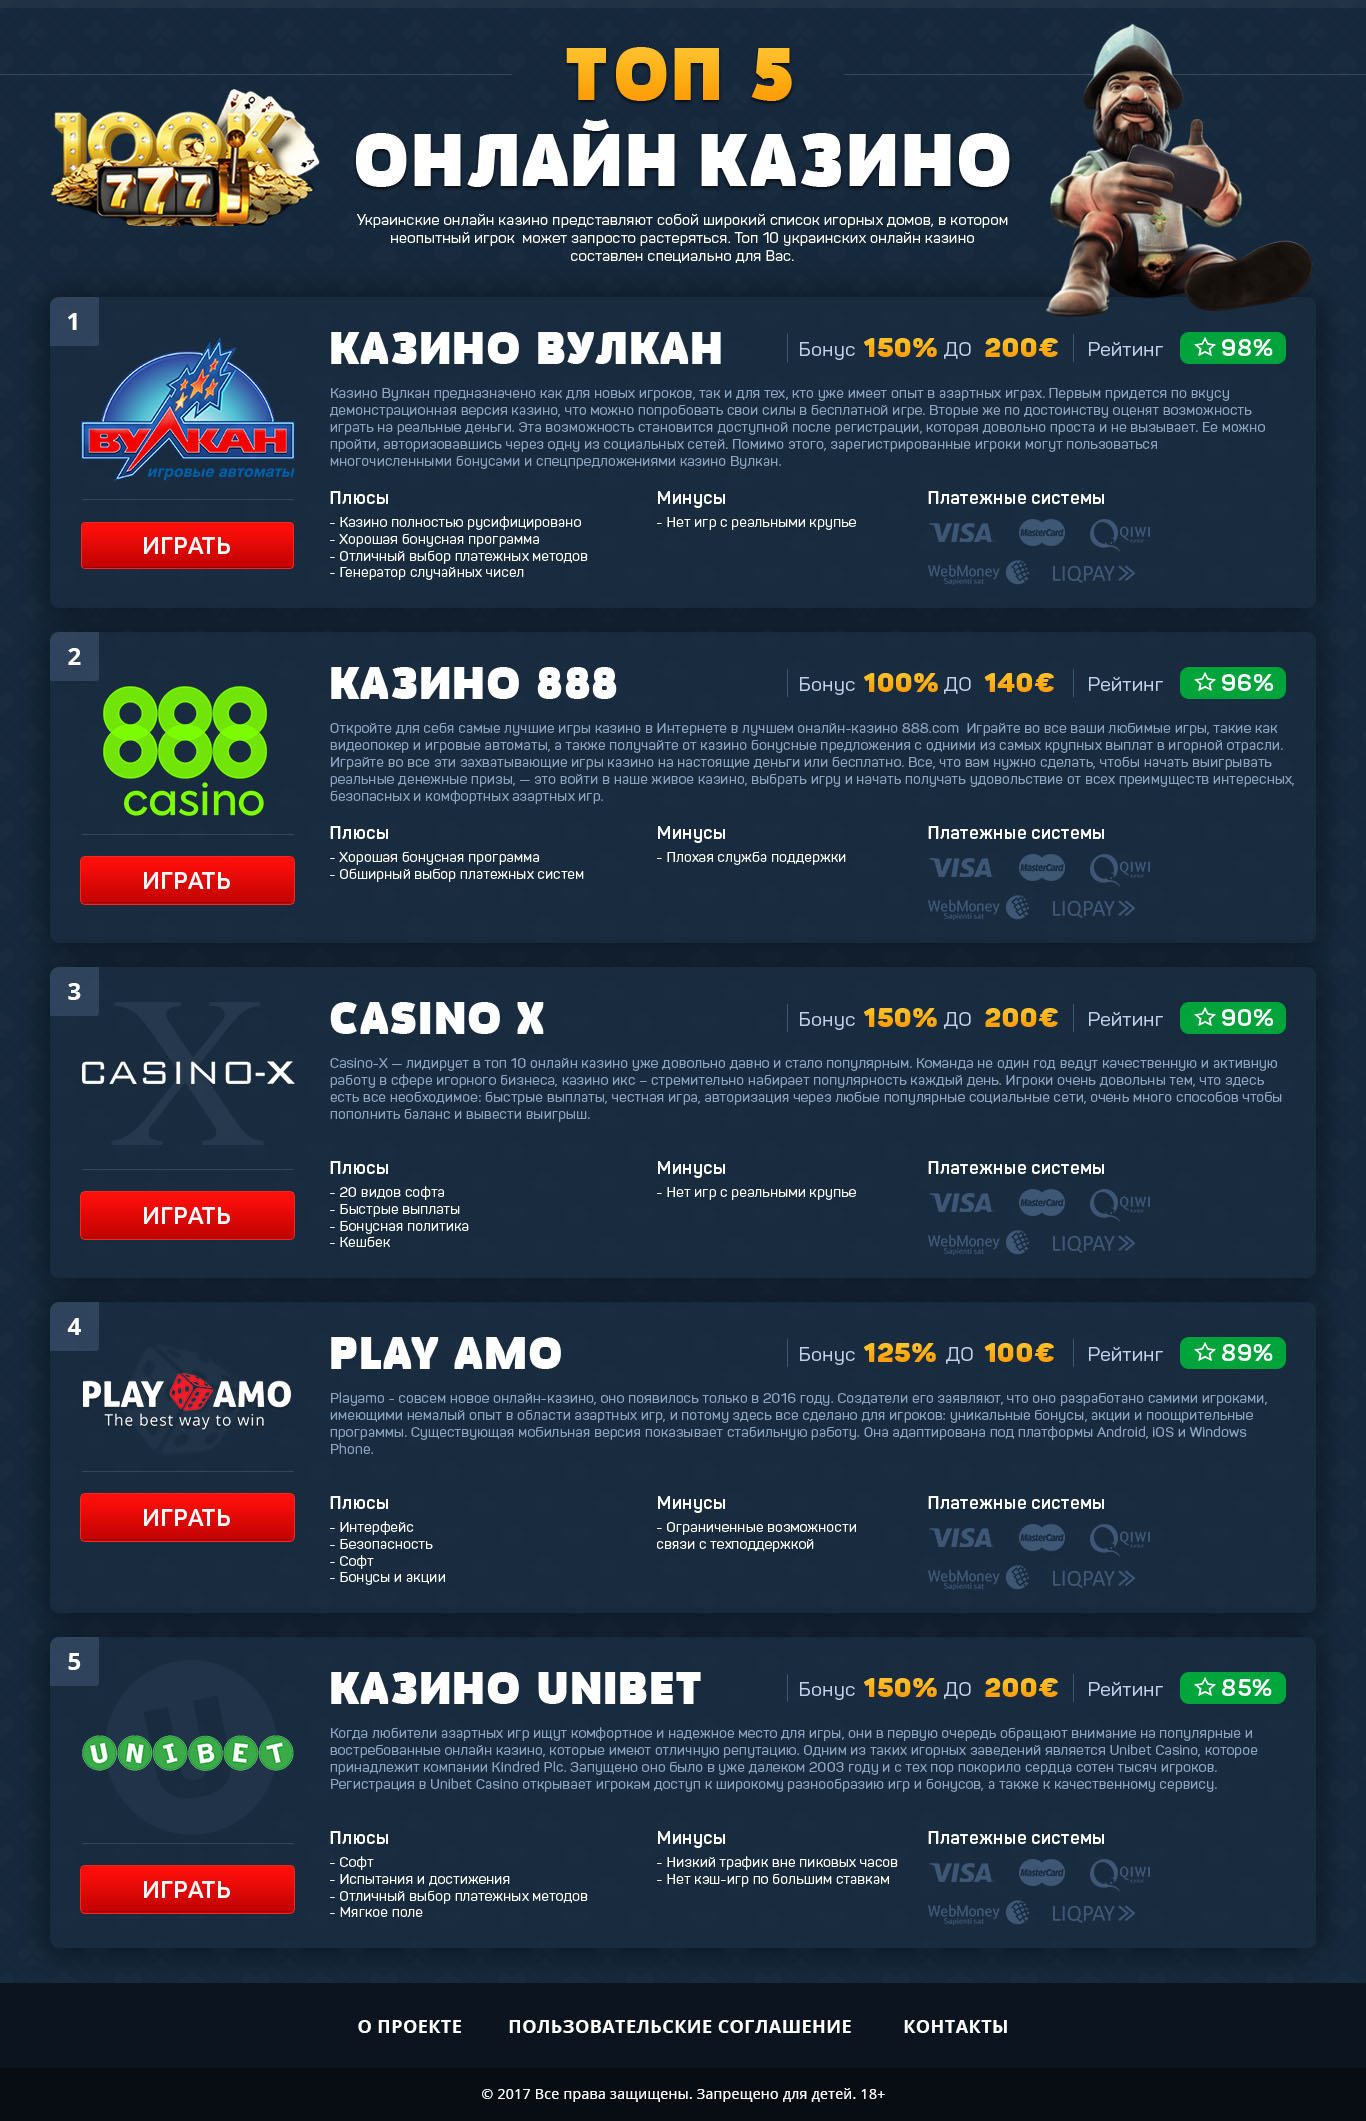 100K
J
Q
K
A
777
ТОП 5
ОНЛАЙН КАЗИНО
Украинские онлайн казино представляют собой широкий список игорных домов, в котором
неопытный игрок может запросто растеряться. Топ 10 украинских онлайн казино
составлен специально для Вас.
1
ВУЛКАН
игровые автоматы
ИГРАТЬ
КАЗИНО ВУЛКАН
Бонус 150% ДО 200€
Рейтинг 98%
Казино Вулкан предназначено как для новых игроков, так и для тех, кто уже имеет опыт в азартных играх. Первым придется по вкусу
демонстрационная версия казино, что можно попробовать свои силы в бесплатной игре. Вторые же по достоинству оценят возможность
играть на реальные деньги. Эта возможность становится доступной после регистрации, которая довольно проста и не вызывает. Ее можно
пройти, авторизовавшись через одну из социальных сетей. Помимо этого, зарегистрированные игроки могут пользоваться
многочисленными бонусами и спецпредложениями казино Вулкан.
Плюсы
- Казино полностью русифицировано
- Хорошая бонусная программа
- Отличный выбор платежных методов
- Генератор случайных чисел
Минусы
- Нет игр с реальными крупье
Платежные системы
VISA MasterCard QIWI
WebMoney LIQPAY
Sapienti sat
2
888
888
casino
ИГРАТЬ
КАЗИНО 888
Бонус 100% ДО 140€
Рейтинг 96%
Откройте для себя самые лучшие игры казино в Интернете в лучшем оналйн-казино 888.com Играйте во все ваши любимые игры, такие как
видеопокер и игровые автоматы, а также получайте от казино бонусные предложения с одними из самых крупных выплат в игорной отрасли.
Играйте во все эти захватывающие игры казино на настоящие деньги или бесплатно. Все, что вам нужно сделать, чтобы начать выигрывать
реальные денежные призы, — это войти в наше живое казино, выбрать игру и начать получать удовольствие от всех преимуществ интересных,
безопасных и комфортных азартных игр.
Плюсы
- Хорошая бонусная программа
- Обширный выбор платежных систем
Минусы
- Плохая служба поддержки
Платежные системы
VISA MasterCard QIWI
WebMoney LIQPAY
Sapienti sat
3
X
CASINO-X
ИГРАТЬ
CASINO X
Бонус 150% ДО 200€
Рейтинг 90%
Casino-X — лидирует в топ 10 онлайн казино уже довольно давно и стало популярным. Команда не один год ведут качественную и активную
работу в сфере игорного бизнеса, казино икс – стремительно набирает популярность каждый день. Игроки очень довольны тем, что здесь
есть все необходимое: быстрые выплаты, честная игра, авторизация через любые популярные социальные сети, очень много способов чтобы
пополнить баланс и вывести выигрыш.
Плюсы
- 20 видов софта
- Быстрые выплаты
- Бонусная политика
- Кешбек
Минусы
- Нет игр с реальными крупье
Платежные системы
VISA MasterCard QIWI
WebMoney LIQPAY
Sapienti sat
4
PLAY AMO
The best way to win
ИГРАТЬ
PLAY AMO
Бонус 125% ДО 100€
Рейтинг 89%
Playamo - совсем новое онлайн-казино, оно появилось только в 2016 году. Создатели его заявляют, что оно разработано самими игроками,
имеющими немалый опыт в области азартных игр, и потому здесь все сделано для игроков: уникальные бонусы, акции и поощрительные
программы. Существующая мобильная версия показывает стабильную работу. Она адаптирована под платформы Android, iOS и Windows
Phone.
Плюсы
- Интерфейс
- Безопасность
- Софт
- Бонусы и акции
Минусы
- Ограниченные возможности
связи с техподдержкой
Платежные системы
VISA MasterCard QIWI
WebMoney LIQPAY
Sapienti sat
5
U
UNIBET
ИГРАТЬ
КАЗИНО UNIBET
Бонус 150% ДО 200€
Рейтинг 85%
Когда любители азартных игр ищут комфортное и надежное место для игры, они в первую очередь обращают внимание на популярные и
востребованные онлайн казино, которые имеют отличную репутацию. Одним из таких игорных заведений является Unibet Casino, которое
принадлежит компании Kindred Plc. Запущено оно было в уже далеком 2003 году и с тех пор покорило сердца сотен тысяч игроков.
Регистрация в Unibet Casino открывает игрокам доступ к широкому разнообразию игр и бонусов, а также к качественному сервису.
Плюсы
- Софт
- Испытания и достижения
- Отличный выбор платежных методов
- Мягкое поле
Минусы
- Низкий трафик вне пиковых часов
- Нет кэш-игр по большим ставкам
Платежные системы
VISA MasterCard QIWI
WebMoney LIQPAY
Sapienti sat
О ПРОЕКТЕ
ПОЛЬЗОВАТЕЛЬСКИЕ СОГЛАШЕНИЕ
КОНТАКТЫ
© 2017 Все права защищены. Запрещено для детей. 18+